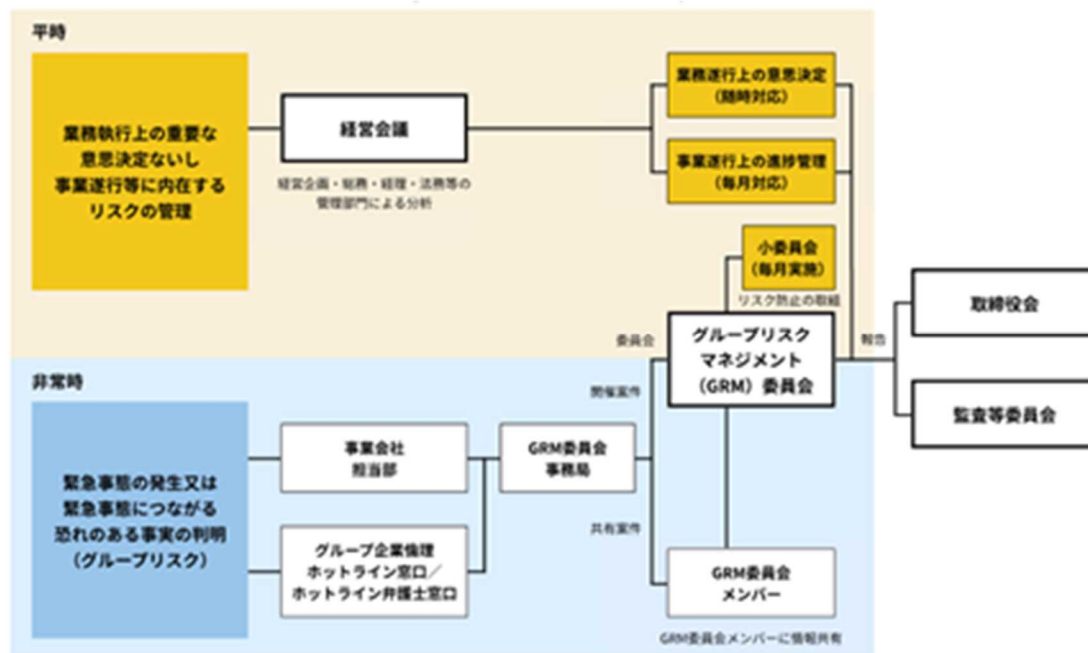 平時
業務執行上の重要な
意思決定ないし
事業遂行等に内在する
リスクの管理
経営会議
経営企画・総務・経理・法務等の
管理部門による分析
業務遂行上の意思決定
（随時対応）
事業遂行上の進捗管理
（毎月対応）
小委員会
（毎月実施）
リスク防止の取組
委員会
グループリスク
マネジメント
（GRM）委員会
報告
取締役会
監査等委員会
非常時
緊急事態の発生又は
緊急事態につながる
恐れのある事実の判明
（グループリスク）
事業会社
担当部
グループ企業倫理
ホットライン窓口／
ホットライン弁護士窓口
GRM委員会
事務局
開催案件
共有案件
GRM委員会
メンバー
GRM委員会メンバーに情報共有